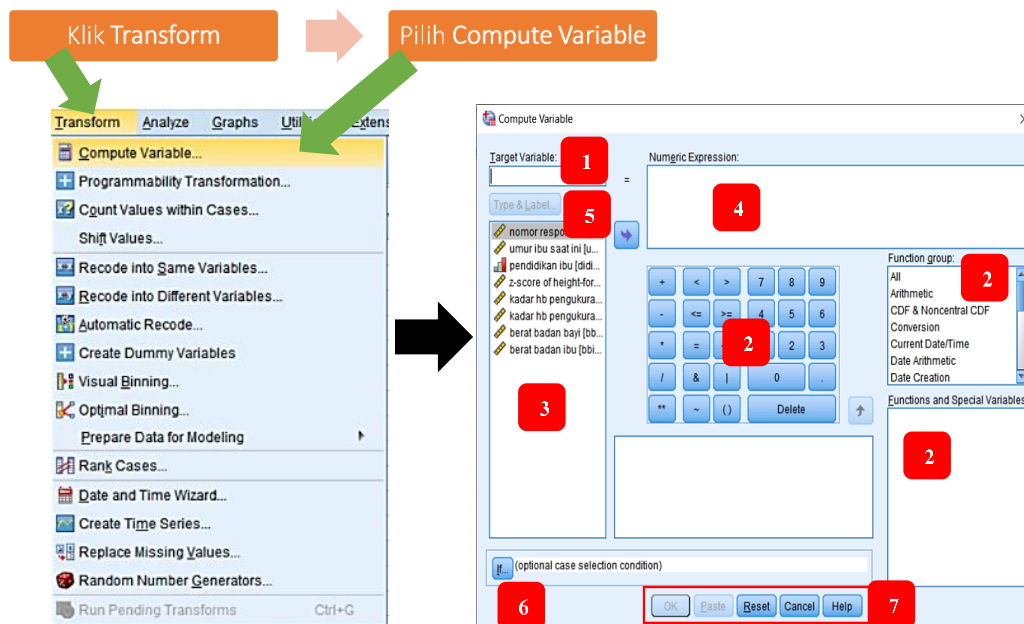 Klik Transform
Pilih Compute Variable
Transform Analyze Graphs
Compute Variable...
Programmability Transformation...
Count Values within Cases...
Shift Values...
Recode into Same Variables...
Recode into Different Variables...
Automatic Recode...
Create Dummy Variables
Visual Binning...
Optimal Binning...
Prepare Data for Modeling
Rank Cases...
Date and Time Wizard...
Create Time Series...
Replace Missing Values...
Random Number Generators...
Run Pending Transforms Ctrl+G
Compute Variable
Target Variable:
1
=
Numeric Expression:
4
Type & Label...
5
nomor respo
umur ibu saat ini [u...
pendidikan ibu [didi...
z-score of height-for...
kadar hb pengukura...
kadar hb pengukura...
berat badan bayi [bb...
berat badan ibu [bbi...
3
+ < > 7 8 9
- <= >= 4 5 6
* = 2 2 3
/ & | 0 .
** ~ () Delete
Function group:
2
All
Arithmetic
CDF & Noncentral CDF
Conversion
Current Date/Time
Date Arithmetic
Date Creation
Functions and Special Variables
2
If... (optional case selection condition)
6
OK Paste Reset Cancel Help
7